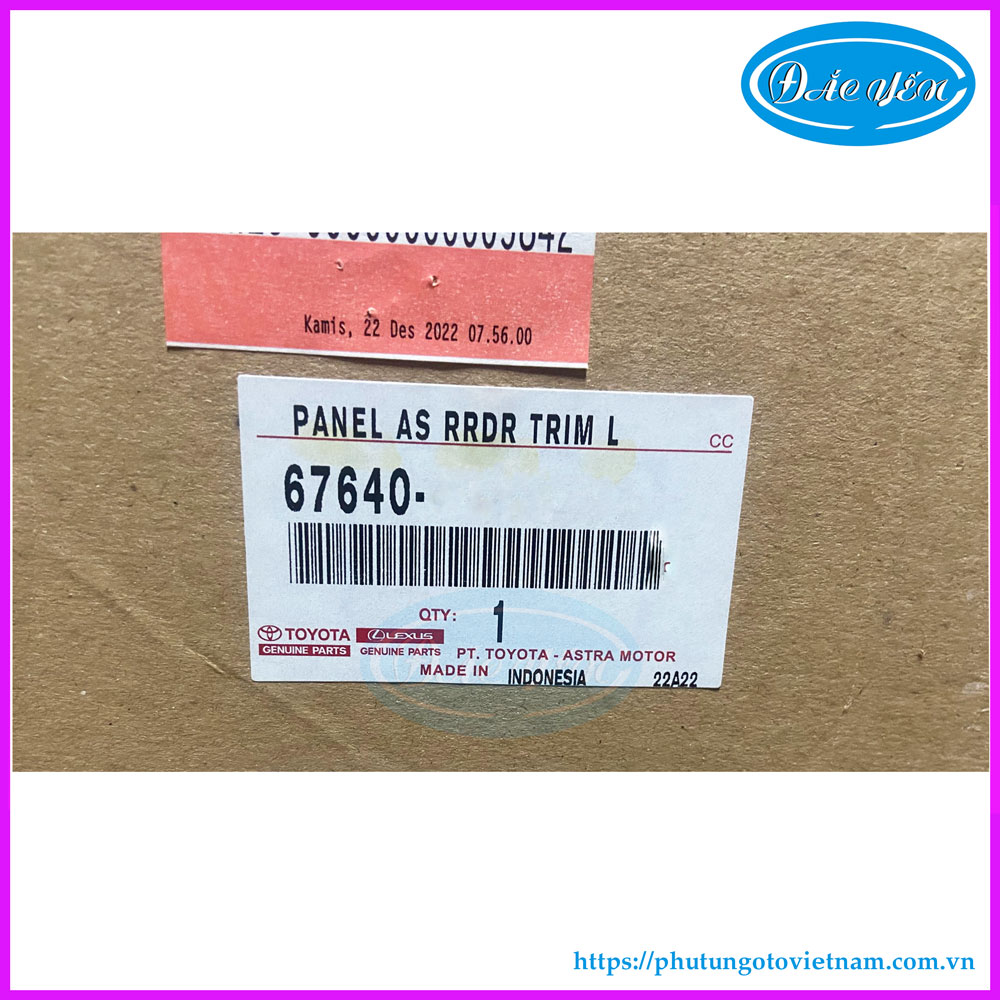 ĐẮC YẾN
Kamis, 22 Des 2022 07.56.00
PANEL AS RRDR TRIM L
CC
67640-
QTY: 1
TOYOTA LEXUS
GENUINE PARTS GENUINE PARTS PT. TOYOTA - ASTRA MOTOR
MADE IN INDONESIA 22A22
https://phutungotovietnam.com.vn